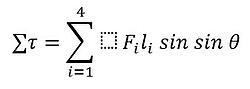 ∑τ = ∑_{i=1}^{4} ⬚ F_i l_i sin sin θ